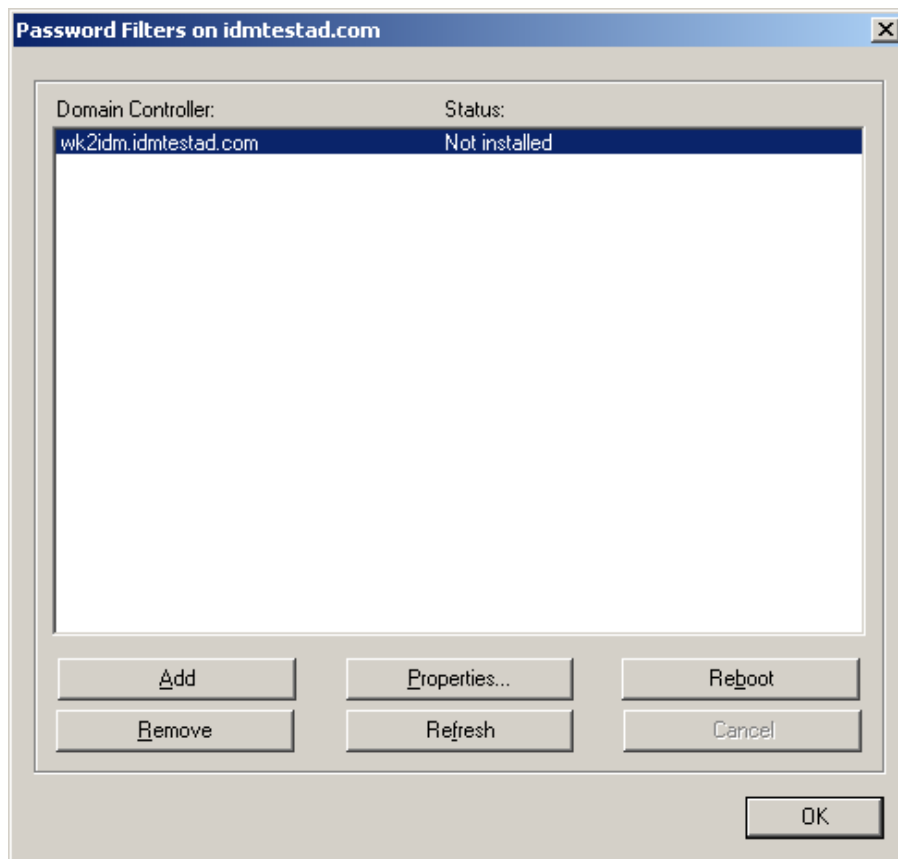 Password Filters on idmtestad.com
Domain Controller: Status:
wk2idm.idmtestad.com Not installed
Add Properties... Reboot
Remove Refresh Cancel
OK